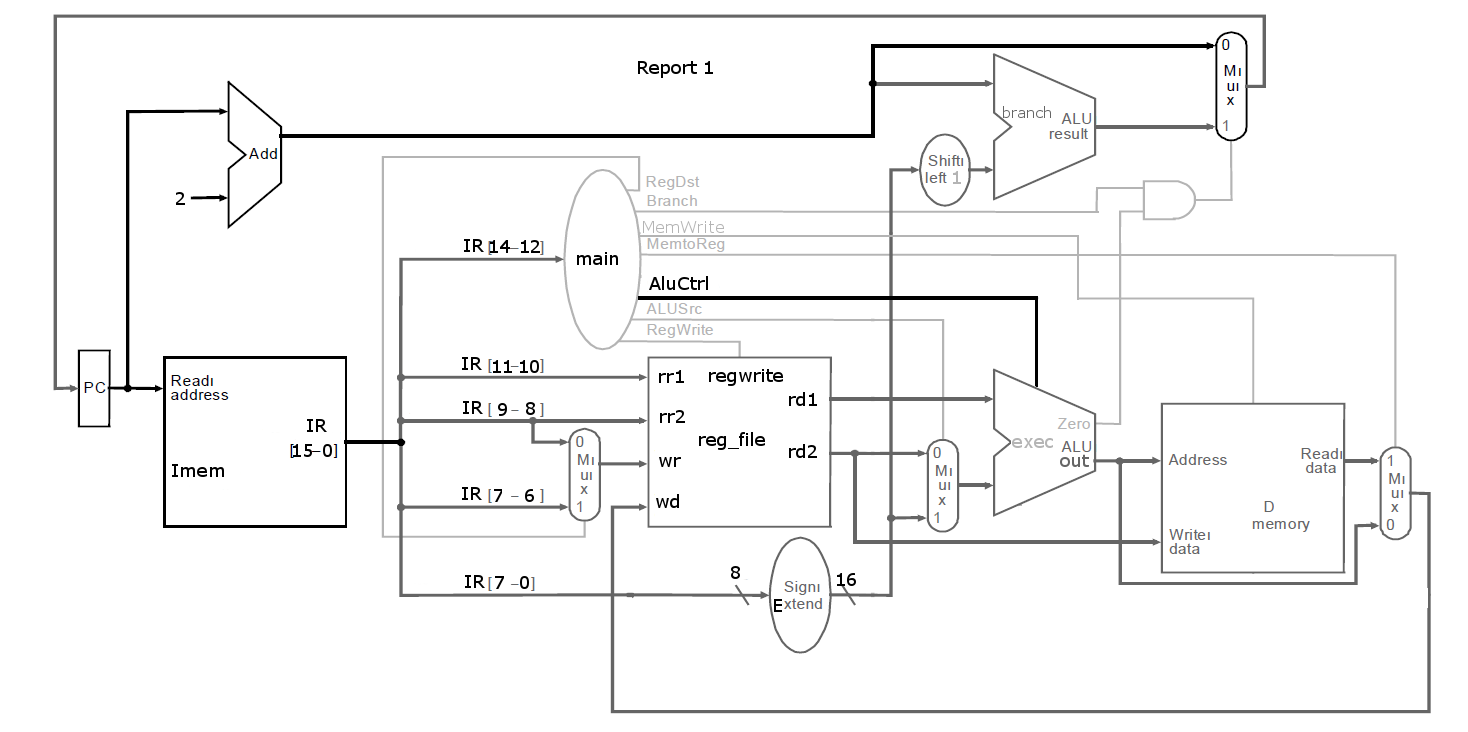 Report 1
0
Mı
uı
x
1
branch
ALU
result
Add
2
Shiftı
left 1
RegDst
Branch
MemWrite
MemtoReg
IR [14–12]
main
AluCtrl
ALUSrc
RegWrite
PC
Readı
address
IR
[15–0]
Imem
IR [11–10]
IR [ 9 – 8 ]
IR [7 – 6 ]
IR [7 –0]
0
Mı
uı
x
1
rr1
regwrite
rd1
rr2
reg_file
rd2
wr
wd
8
Signı
Extend
16
0
Mı
uı
x
1
Zero
exec
ALU
out
Address
Readı
data
D
memory
Writeı
data
1
Mı
uı
x
0